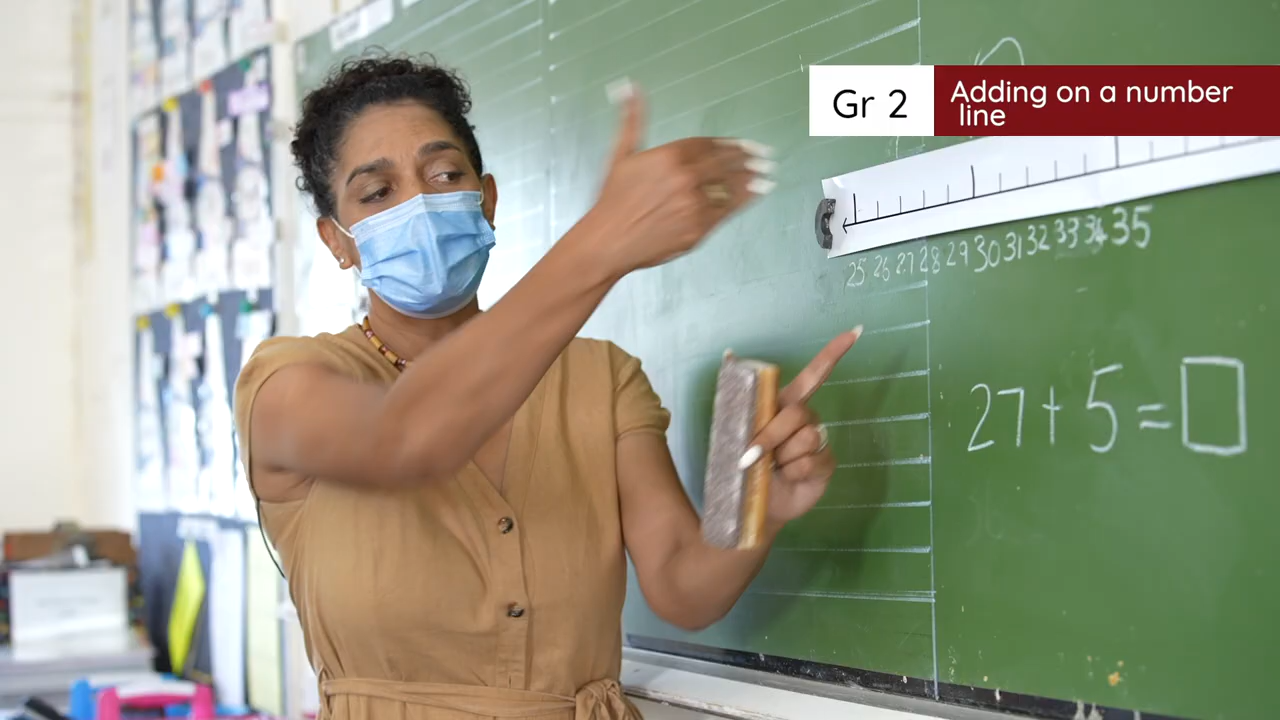 Gr 2
Adding on a number
line
25 26 27 28 29 30 31 32 33 34 35
27 + 5 =